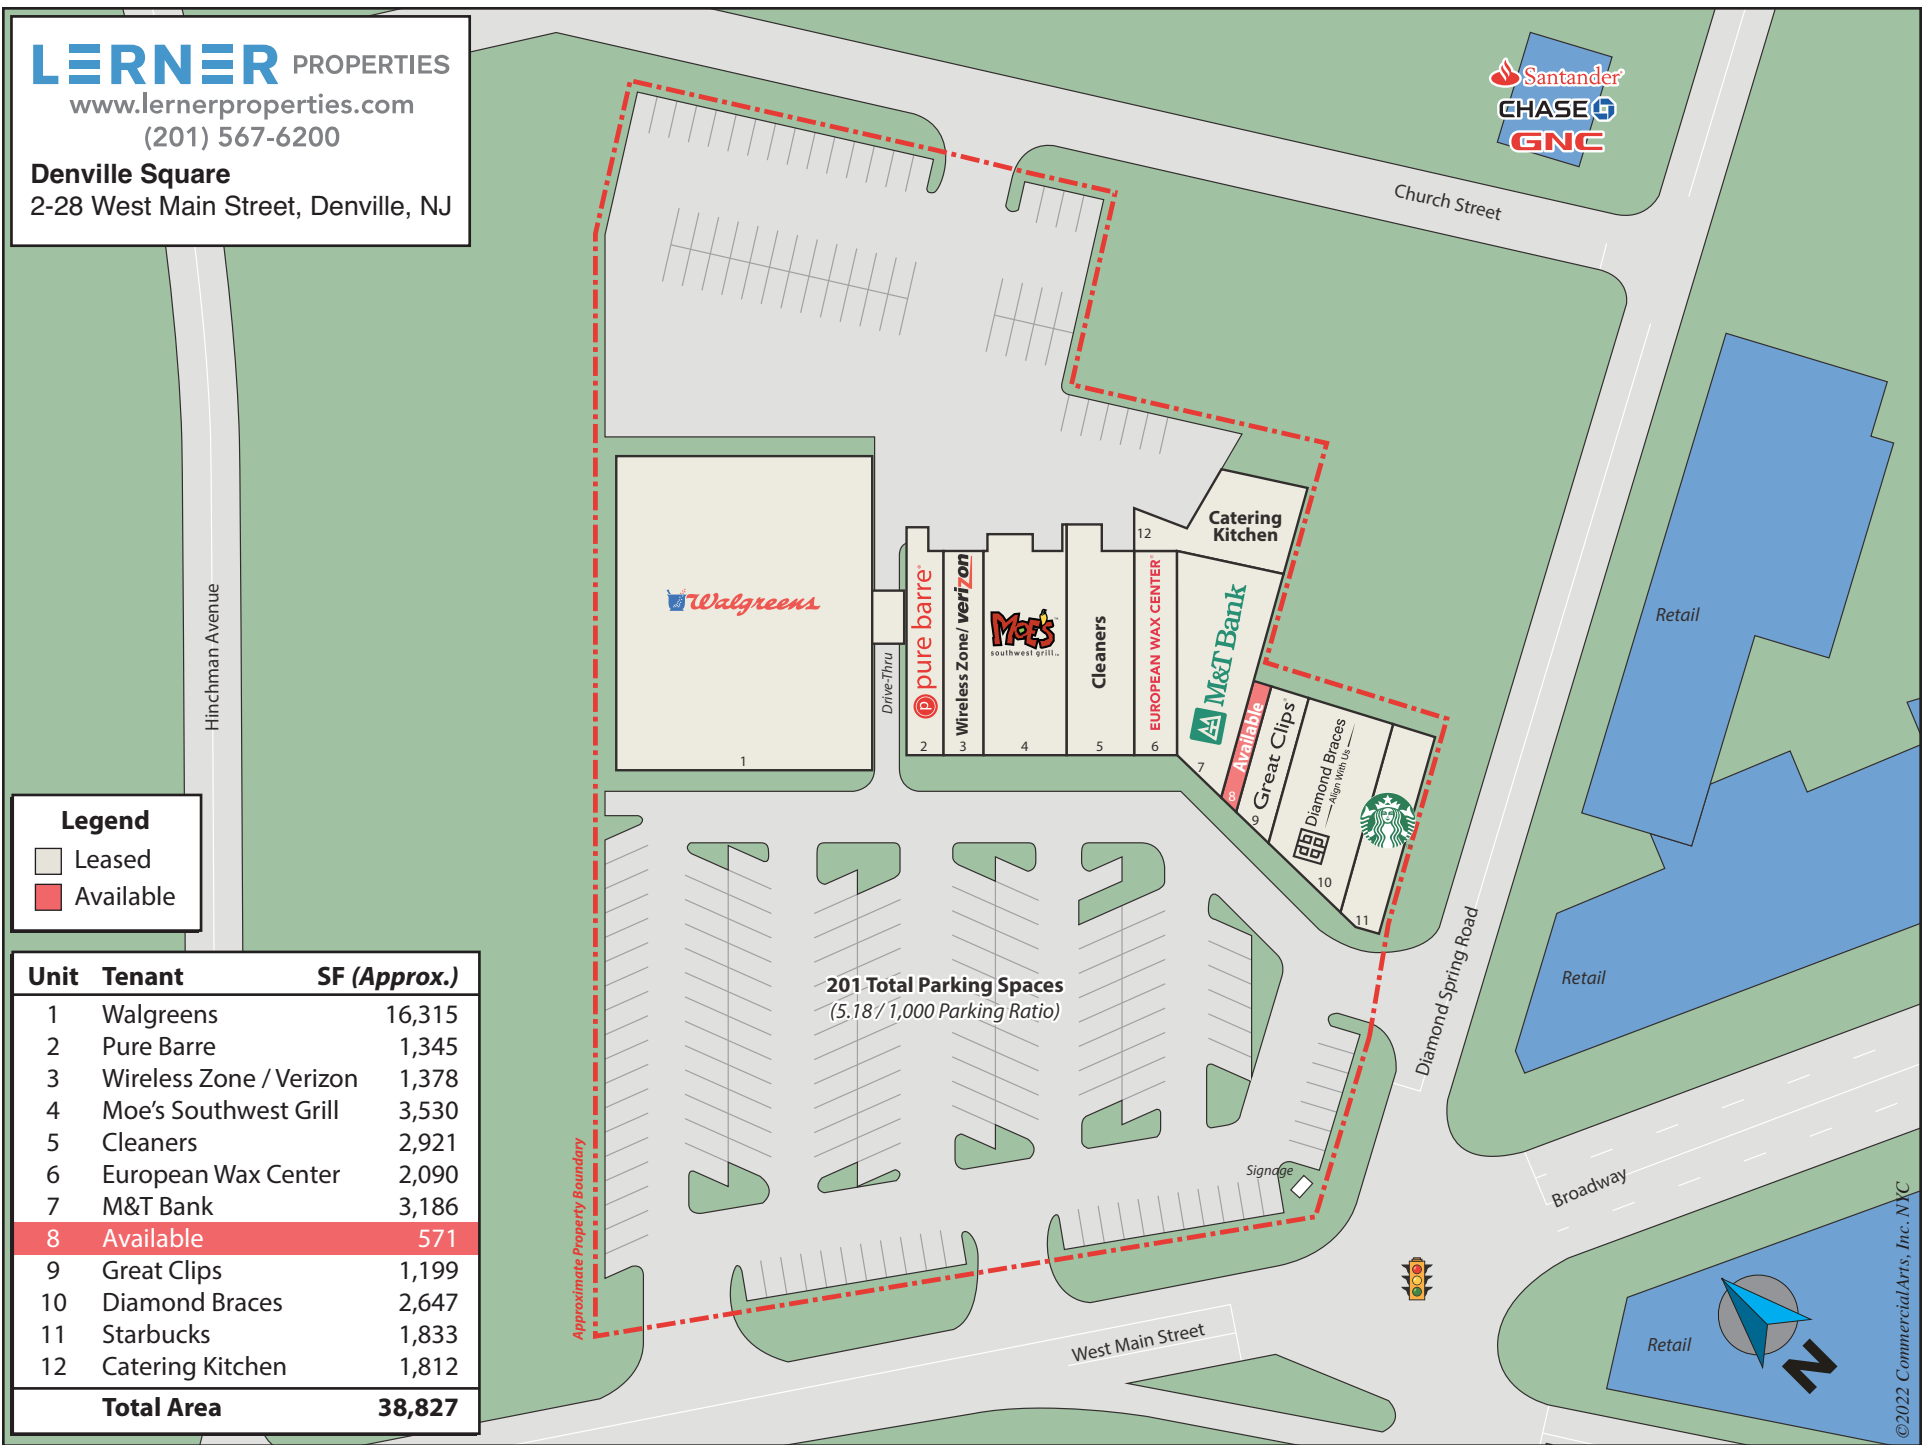 LERNER PROPERTIES
www.lernerproperties.com
(201) 567-6200
Denville Square
2-28 West Main Street, Denville, NJ
Santander
CHASE
GNC
Church Street
Hinchman Avenue
Retail
Catering
Kitchen
12
Walgreens
1
Drive-Thru
pure barre
2
Wireless Zone/ verizon
3
MOE'S
southwest grill™
4
Cleaners
5
EUROPEAN WAX CENTER
6
M&T Bank
7
Available
8
Great Clips
9
Diamond Braces
Align With Us
10
11
Legend
Leased
Available
Diamond Spring Road
Retail
201 Total Parking Spaces
(5.18 / 1,000 Parking Ratio)
Approximate Property Boundary
Signage
Broadway
West Main Street
Retail
N
©2022 Commercial Arts, Inc. NYC
Unit Tenant SF (Approx.)
1 Walgreens 16,315
2 Pure Barre 1,345
3 Wireless Zone / Verizon 1,378
4 Moe's Southwest Grill 3,530
5 Cleaners 2,921
6 European Wax Center 2,090
7 M&T Bank 3,186
8 Available 571
9 Great Clips 1,199
10 Diamond Braces 2,647
11 Starbucks 1,833
12 Catering Kitchen 1,812
Total Area 38,827